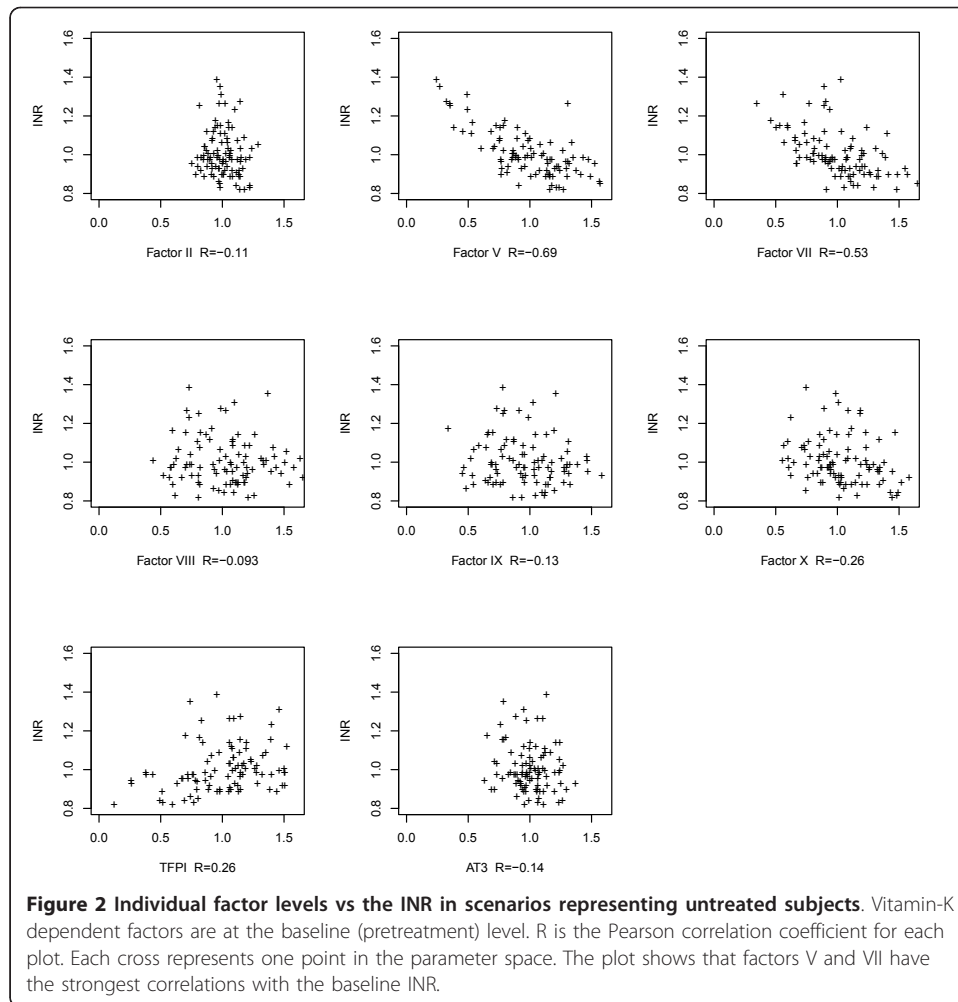 INR
0.8 1.0 1.2 1.4 1.6
0.0 0.5 1.0 1.5
Factor II R=−0.11
INR
0.8 1.0 1.2 1.4 1.6
0.0 0.5 1.0 1.5
Factor V R=−0.69
INR
0.8 1.0 1.2 1.4 1.6
0.0 0.5 1.0 1.5
Factor VII R=−0.53
INR
0.8 1.0 1.2 1.4 1.6
0.0 0.5 1.0 1.5
Factor VIII R=−0.093
INR
0.8 1.0 1.2 1.4 1.6
0.0 0.5 1.0 1.5
Factor IX R=−0.13
INR
0.8 1.0 1.2 1.4 1.6
0.0 0.5 1.0 1.5
Factor X R=−0.26
INR
0.8 1.0 1.2 1.4 1.6
0.0 0.5 1.0 1.5
TFPI R=0.26
INR
0.8 1.0 1.2 1.4 1.6
0.0 0.5 1.0 1.5
AT3 R=−0.14
Figure 2 Individual factor levels vs the INR in scenarios representing untreated subjects. Vitamin-K
dependent factors are at the baseline (pretreatment) level. R is the Pearson correlation coefficient for each
plot. Each cross represents one point in the parameter space. The plot shows that factors V and VII have
the strongest correlations with the baseline INR.